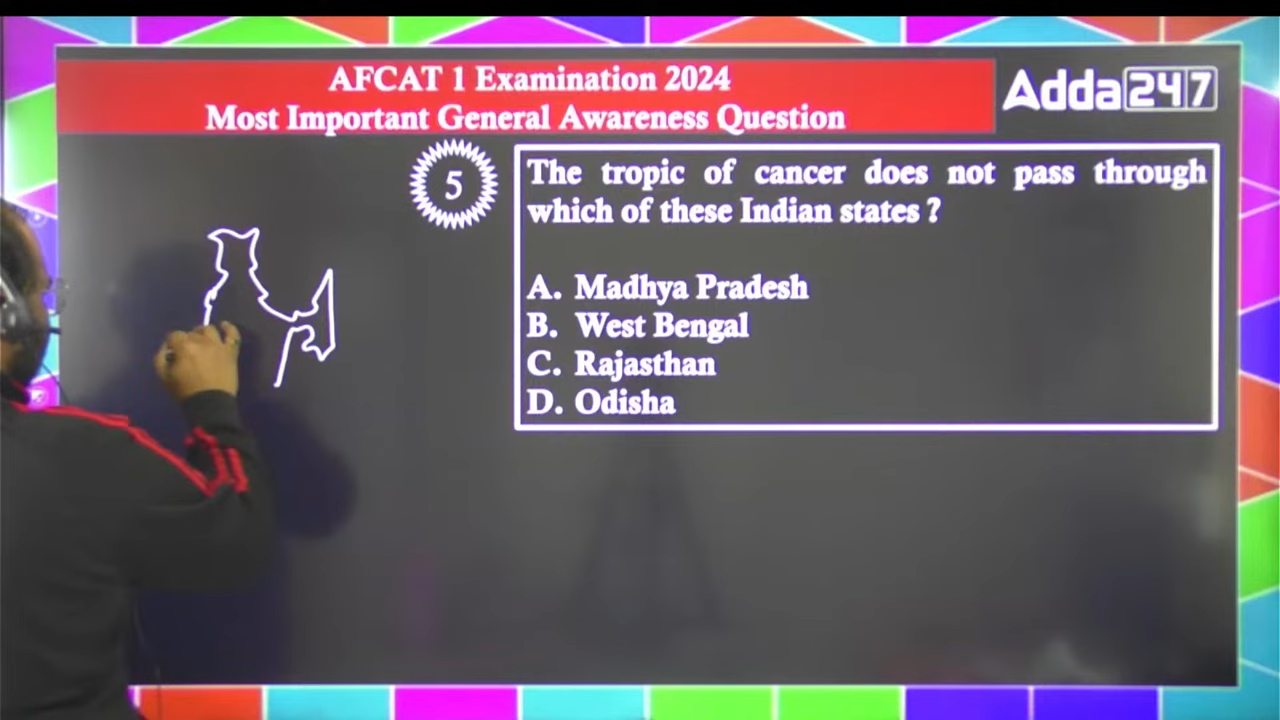 AFCAT 1 Examination 2024
Most Important General Awareness Question
Adda247
5
The tropic of cancer does not pass through
which of these Indian states ?
A. Madhya Pradesh
B. West Bengal
C. Rajasthan
D. Odisha